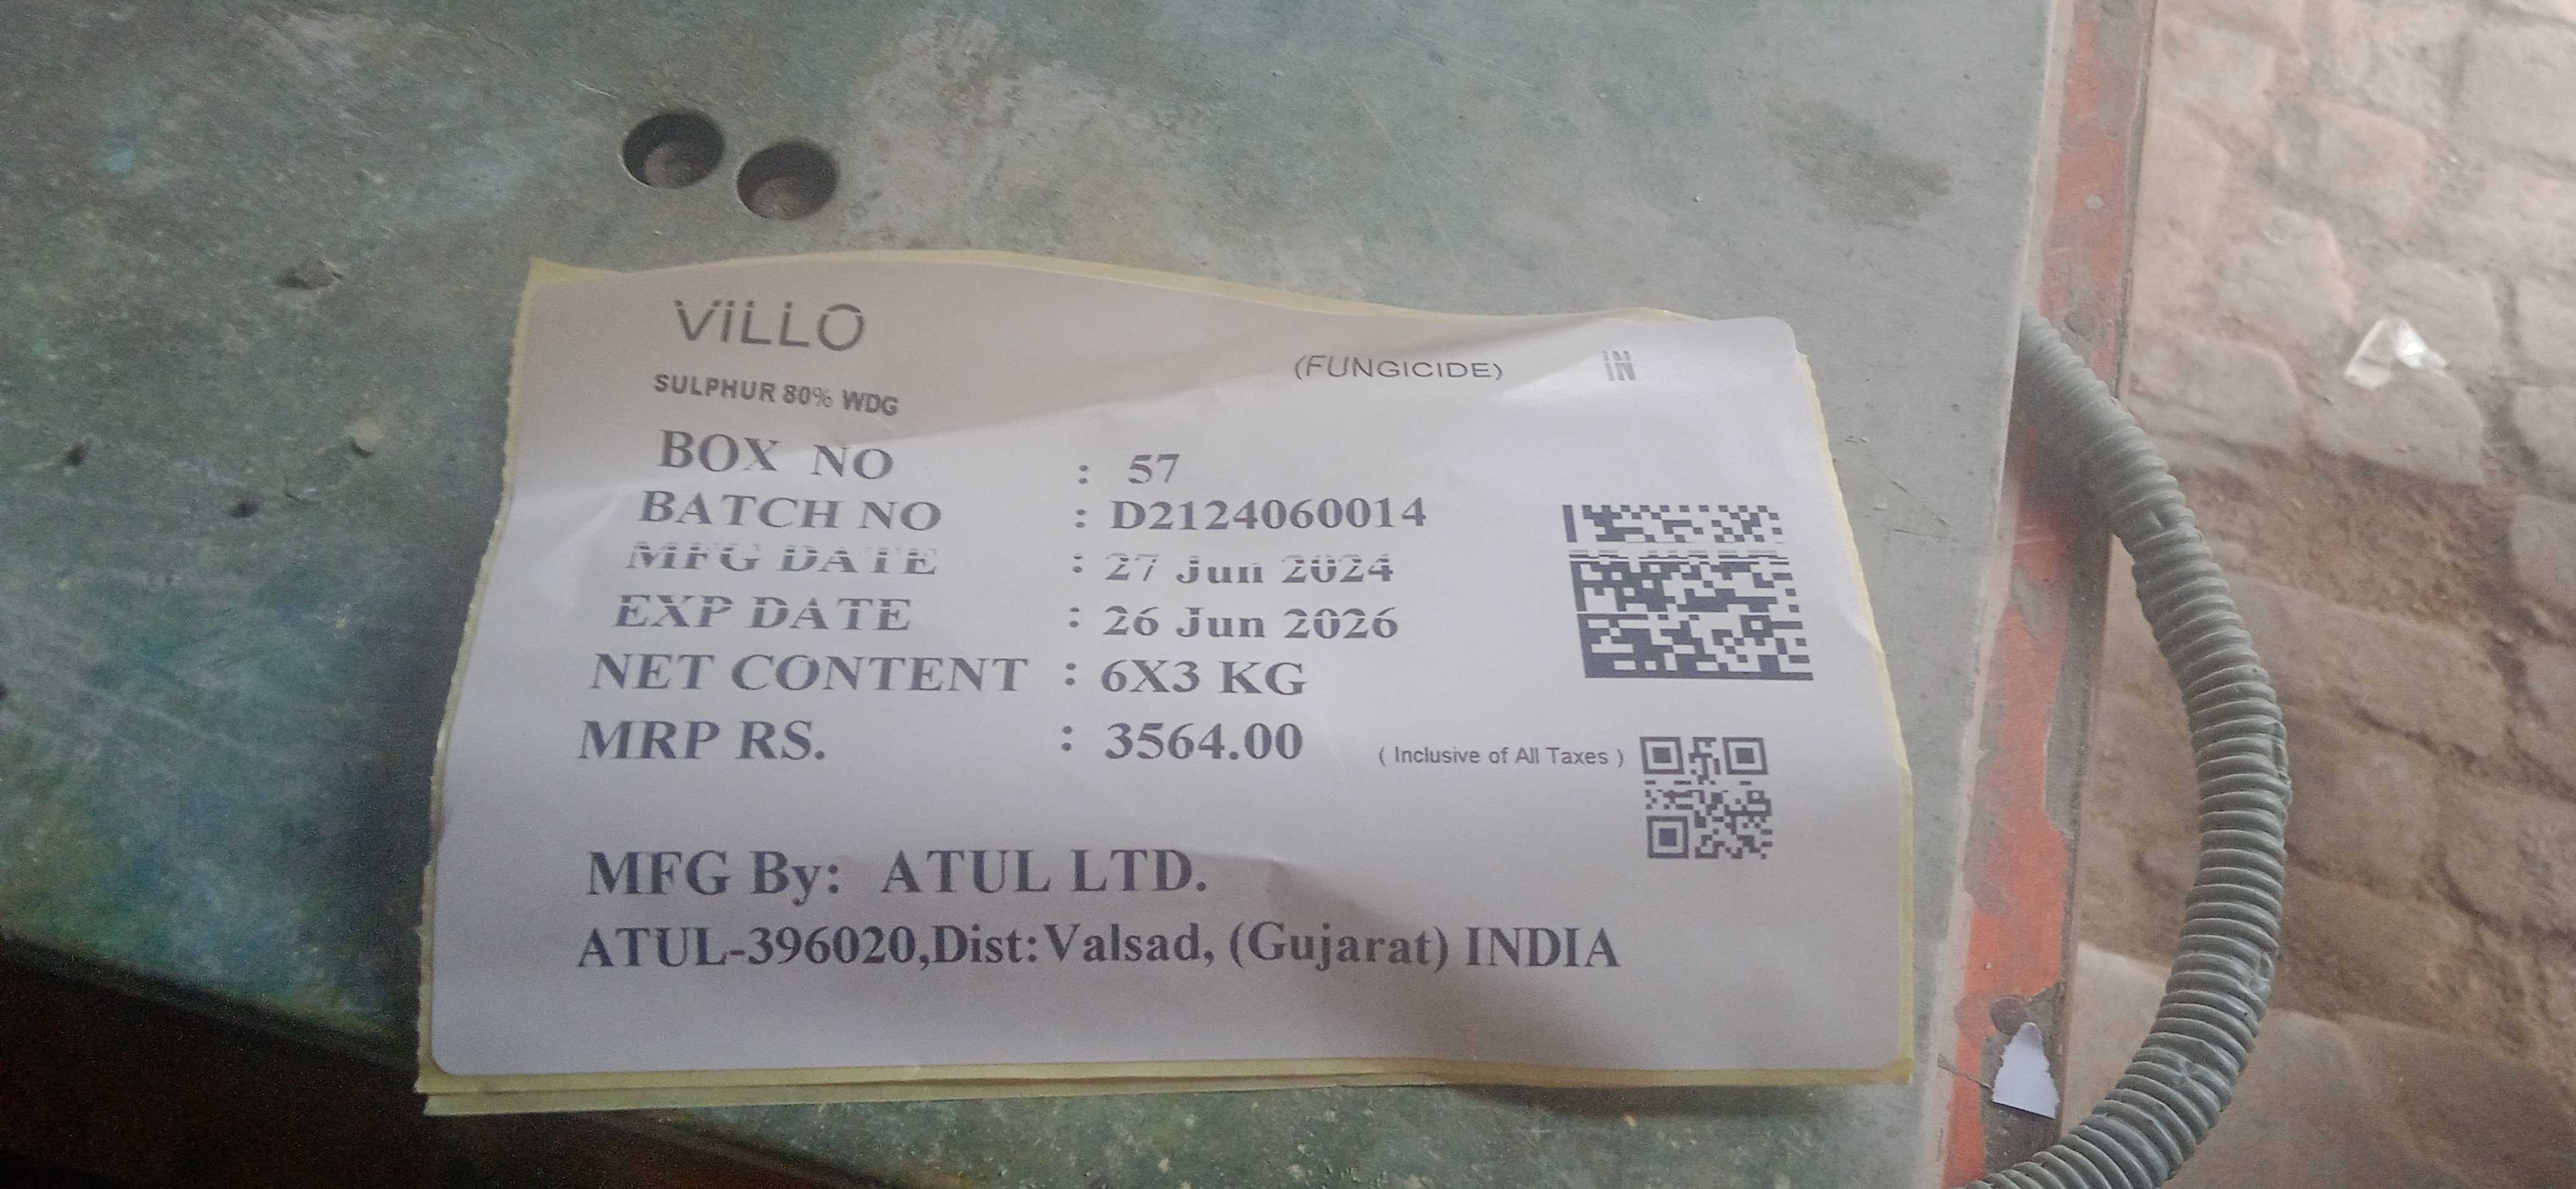 ViLLO
(FUNGICIDE) IN
SULPHUR 80% WDG
BOX NO : 57
BATCH NO : D2124060014
MFG DATE : 27 Jun 2024
EXP DATE : 26 Jun 2026
NET CONTENT : 6X3 KG
MRP RS. : 3564.00 ( Inclusive of All Taxes )
MFG By: ATUL LTD.
ATUL-396020,Dist:Valsad, (Gujarat) INDIA